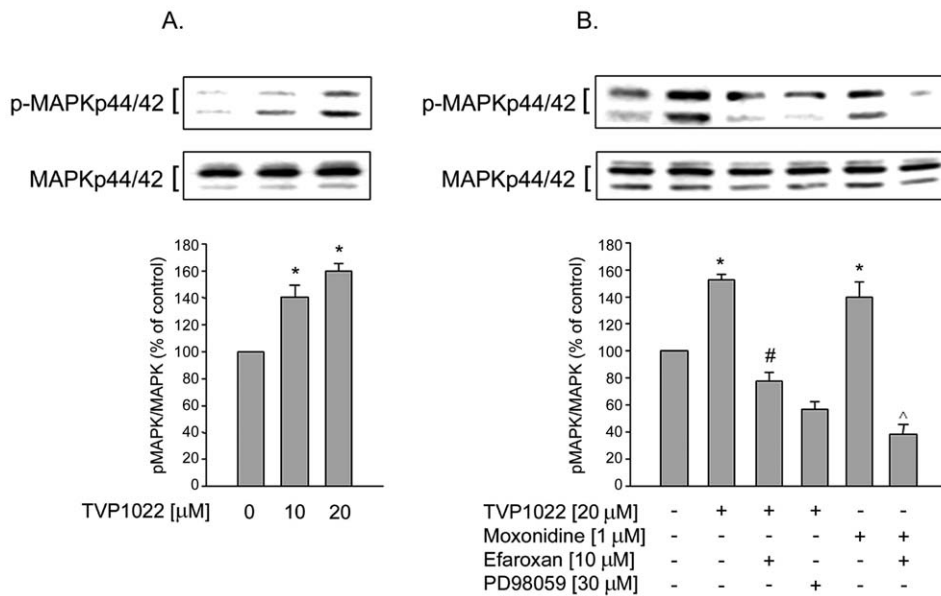 A.
p-MAPKp44/42 [
MAPKp44/42 [
pMAPK/MAPK (% of control)
180
160
140
120
100
80
60
40
20
0
* *
TVP1022 [µM] 0 10 20
B.
p-MAPKp44/42 [
MAPKp44/42 [
pMAPK/MAPK (% of control)
180
160
140
120
100
80
60
40
20
0
* # * ^
TVP1022 [20 µM] - + + + - -
Moxonidine [1 µM] - - - - + +
Efaroxan [10 µM] - - + - - +
PD98059 [30 µM] - - - + - -